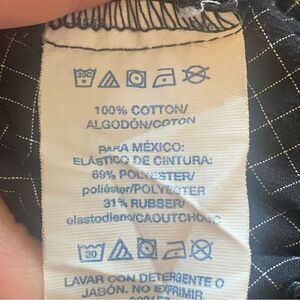 100% COTTON/
ALGODÓN/COTON
PARA MÉXICO:
ELÁSTICO DE CINTURA:
69% POLYESTER/
poliéster/POLYESTER
31% RUBBER/
elastodieno/CAOUTCHOUC
30
LAVAR CON DETERGENTE O
JABÓN. NO EXPRIMIR